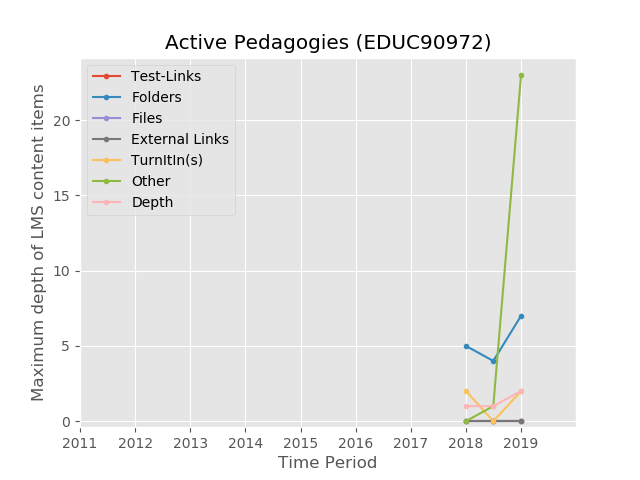 Active Pedagogies (EDUC90972)
Test-Links
Folders
Files
External Links
TurnItIn(s)
Other
Depth
Maximum depth of LMS content items
20
15
10
5
0
2011 2012 2013 2014 2015 2016 2017 2018 2019
Time Period